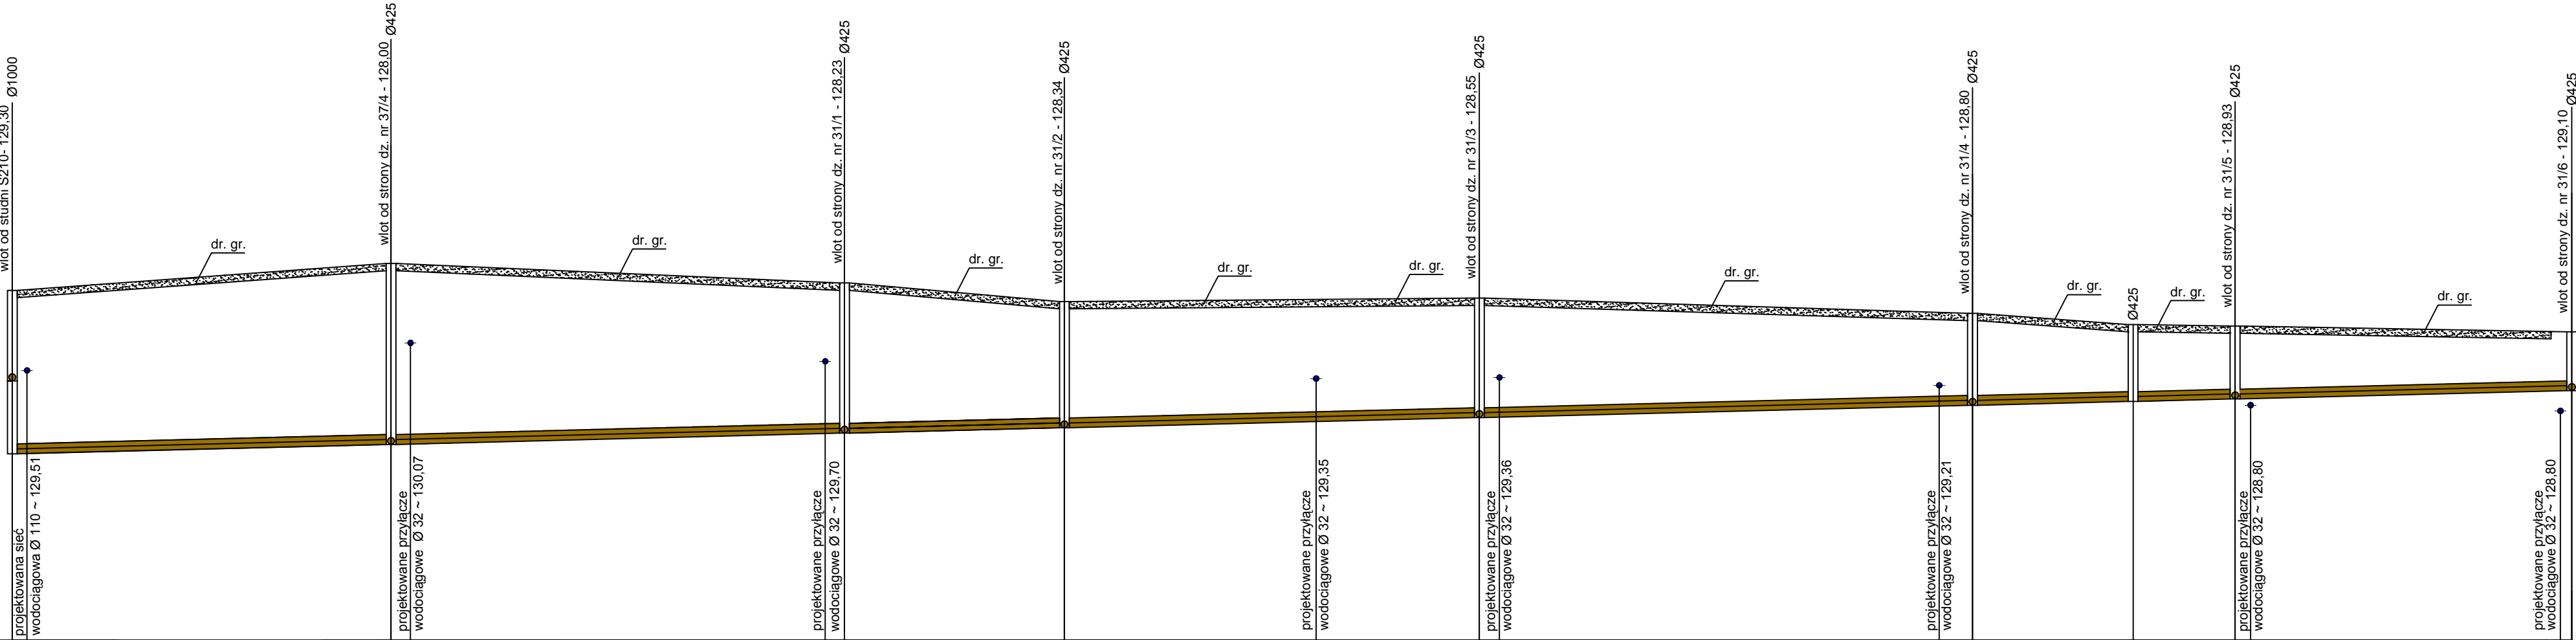 wlot od studni S210- 129,30 Ø1000
wlot od strony dz. nr 37/4 - 128,00 Ø425
wlot od strony dz. nr 31/1 - 128,23 Ø425
wlot od strony dz. nr 31/2 - 128,34 Ø425
wlot od strony dz. nr 31/3 - 128,55 Ø425
wlot od strony dz. nr 31/4 - 128,80 Ø425
Ø425
wlot od strony dz. nr 31/5 - 128,93 Ø425
wlot od strony dz. nr 31/6 - 129,10 Ø425
dr. gr.
dr. gr.
dr. gr.
dr. gr.
dr. gr.
dr. gr.
dr. gr.
dr. gr.
dr. gr.
projektowana sieć
wodociągowa Ø 110 ~ 129,51
projektowane przyłącze
wodociągowe Ø 32 ~ 130,07
projektowane przyłącze
wodociągowe Ø 32 ~ 129,70
projektowane przyłącze
wodociągowe Ø 32 ~ 129,35
projektowane przyłącze
wodociągowe Ø 32 ~ 129,36
projektowane przyłącze
wodociągowe Ø 32 ~ 129,21
projektowane przyłącze
wodociągowe Ø 32 ~ 128,80
projektowane przyłącze
wodociągowe Ø 32 ~ 128,80